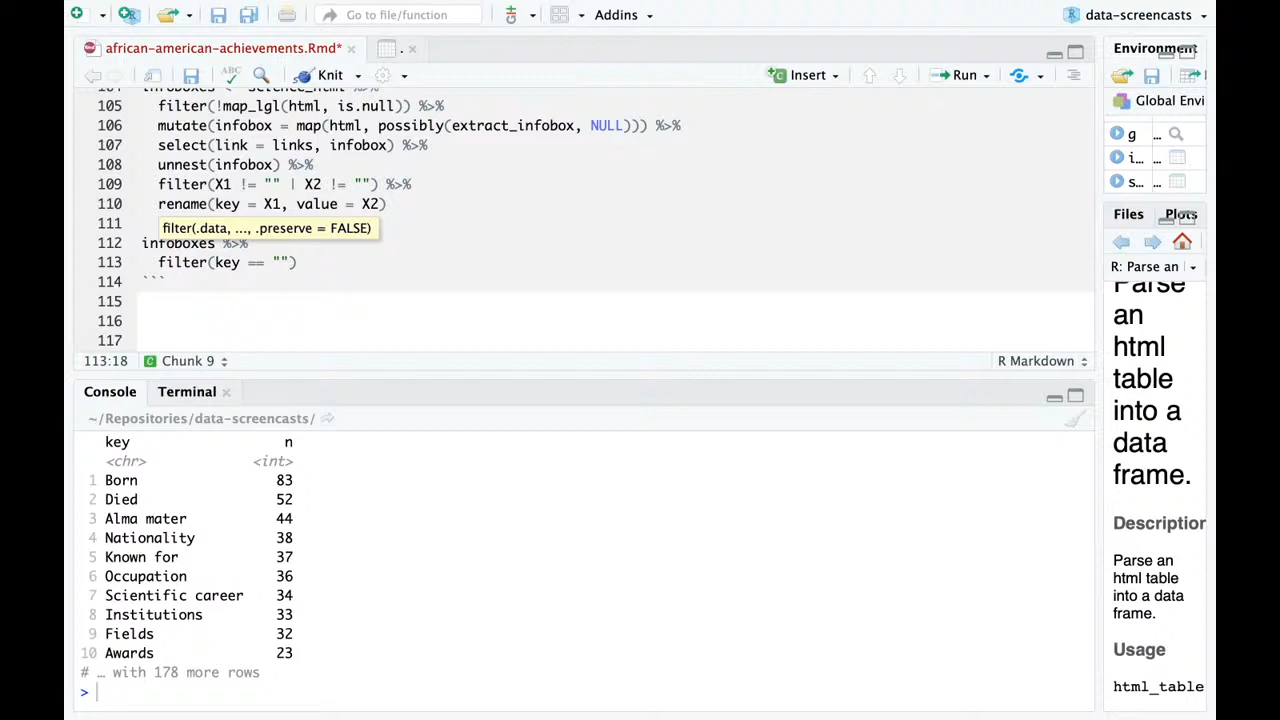 Go to file/function
Addins
data-screencasts
african-american-achievements.Rmd*
.
ABC
Knit
Insert
Run
105 filter(!map_lgl(html, is.null)) %>%
106 mutate(infobox = map(html, possibly(extract_infobox, NULL))) %>%
107 select(link = links, infobox) %>%
108 unnest(infobox) %>%
109 filter(X1 != "" | X2 != "") %>%
110 rename(key = X1, value = X2)
111
filter(.data, ..., .preserve = FALSE)
112 infoboxes %>%
113 filter(key == "")
114 ```
115
116
117
113:18 Chunk 9 R Markdown
Console Terminal
~/Repositories/data-screencasts/
key n
<chr> <int>
1 Born 83
2 Died 52
3 Alma mater 44
4 Nationality 38
5 Known for 37
6 Occupation 36
7 Scientific career 34
8 Institutions 33
9 Fields 32
10 Awards 23
# … with 178 more rows
>
Environment
Global Envi
g …
i… …
s… …
Files Plots
R: Parse an
Parse
an
html
table
into a
data
frame.
Description
Parse an
html table
into a data
frame.
Usage
html_table